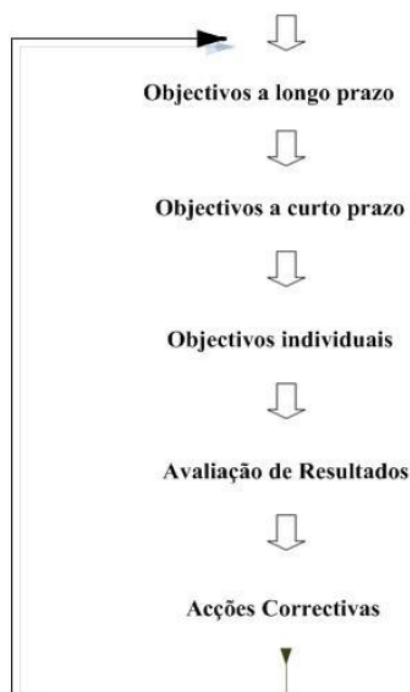 Objectivos a longo prazo
Objectivos a curto prazo
Objectivos individuais
Avaliação de Resultados
Acções Correctivas